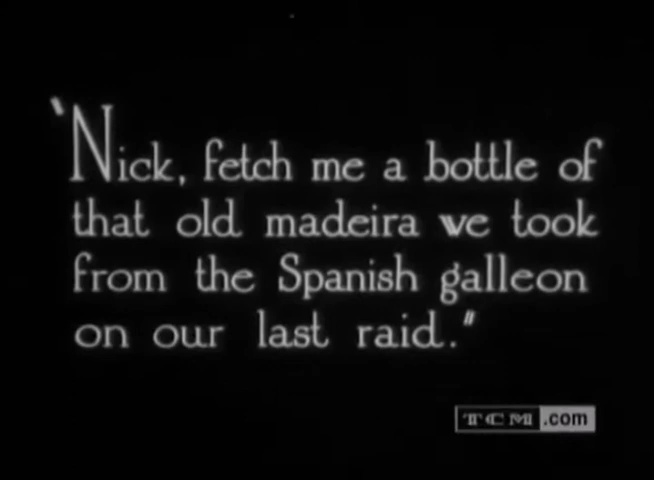 'Nick, fetch me a bottle of
that old madeira we took
from the Spanish galleon
on our last raid."
TCM.com